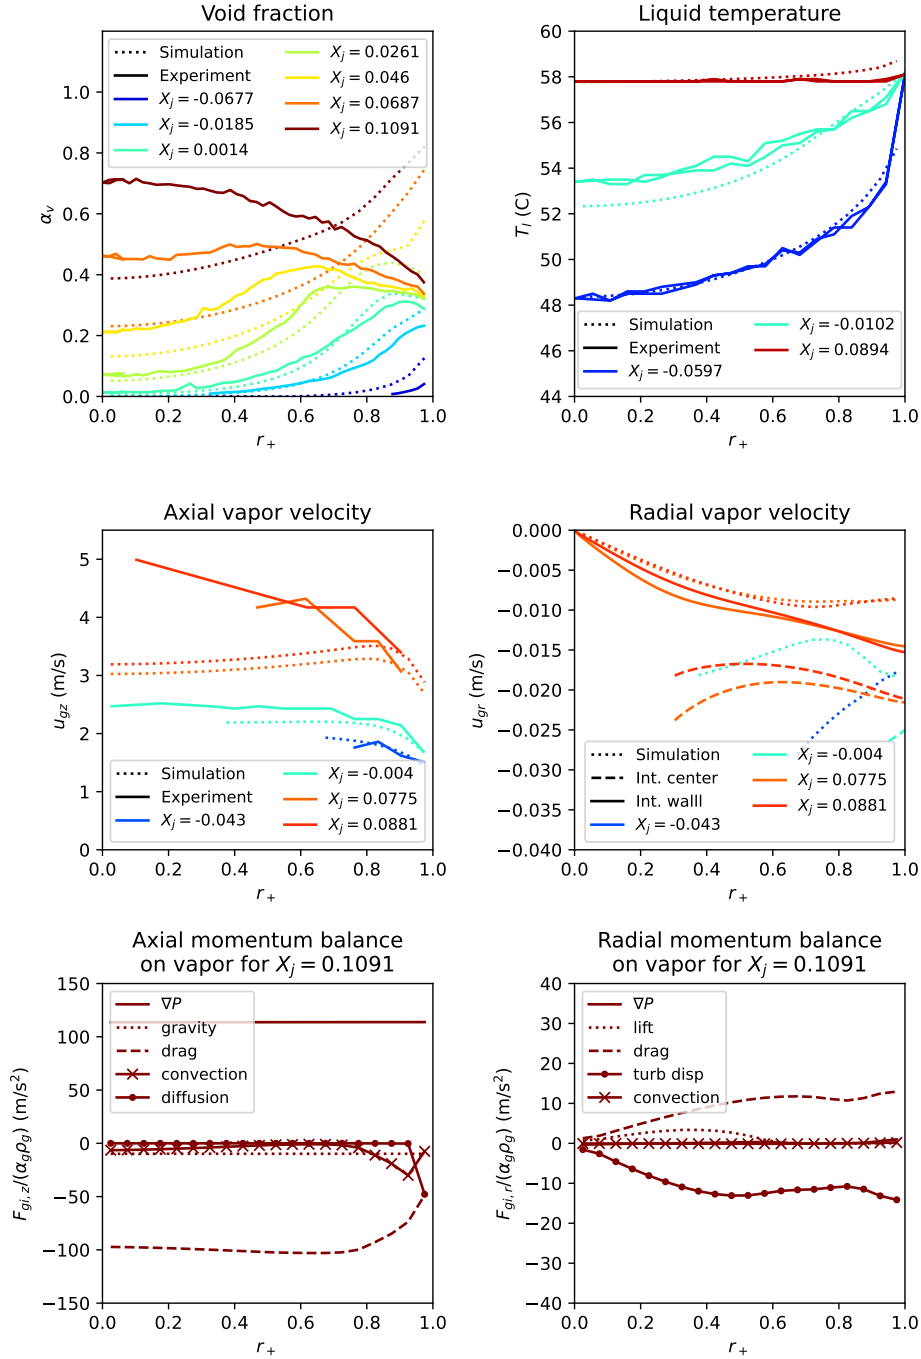 Void fraction
Simulation
Experiment
X_j = -0.0677
X_j = -0.0185
X_j = 0.0014
X_j = 0.0261
X_j = 0.046
X_j = 0.0687
X_j = 0.1091
α_v
1.0
0.8
0.6
0.4
0.2
0.0
0.0 0.2 0.4 0.6 0.8 1.0
r_+
Liquid temperature
T_l (C)
60
58
56
54
52
50
48
46
44
Simulation
Experiment
X_j = -0.0597
X_j = -0.0102
X_j = 0.0894
0.0 0.2 0.4 0.6 0.8 1.0
r_+
Axial vapor velocity
u_{gz} (m/s)
5
4
3
2
1
0
Simulation
Experiment
X_j = -0.043
X_j = -0.004
X_j = 0.0775
X_j = 0.0881
0.0 0.2 0.4 0.6 0.8 1.0
r_+
Radial vapor velocity
u_{gr} (m/s)
0.000
−0.005
−0.010
−0.015
−0.020
−0.025
−0.030
−0.035
−0.040
Simulation
Int. center
Int. walll
X_j = -0.043
X_j = -0.004
X_j = 0.0775
X_j = 0.0881
0.0 0.2 0.4 0.6 0.8 1.0
r_+
Axial momentum balance
on vapor for X_j = 0.1091
F_{gi,z}/(α_gρ_g) (m/s²)
150
100
50
0
−50
−100
−150
∇P
gravity
drag
convection
diffusion
0.0 0.2 0.4 0.6 0.8 1.0
r_+
Radial momentum balance
on vapor for X_j = 0.1091
F_{gi,r}/(α_gρ_g) (m/s²)
40
30
20
10
0
−10
−20
−30
−40
∇P
lift
drag
turb disp
convection
0.0 0.2 0.4 0.6 0.8 1.0
r_+